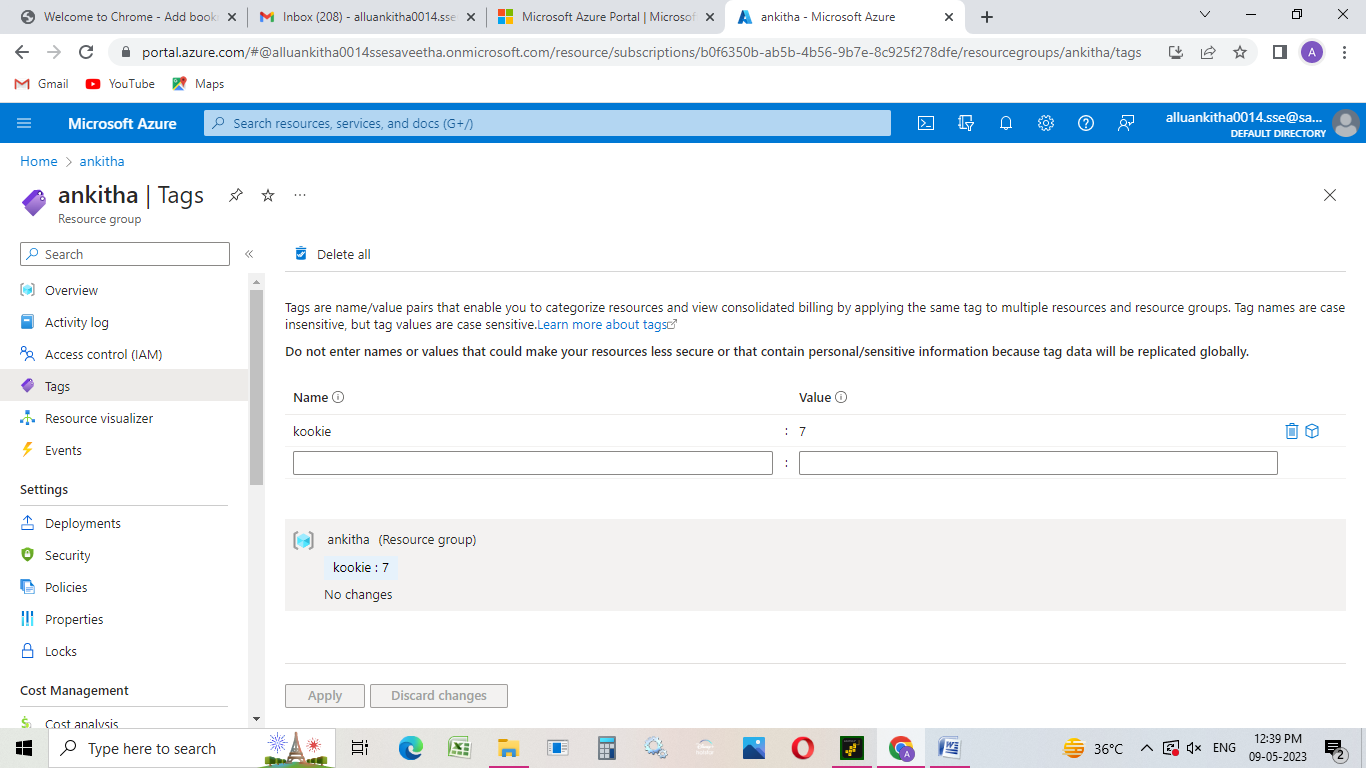 Welcome to Chrome - Add book
Inbox (208) - alluankitha0014.sse
Microsoft Azure Portal | Microsof
ankitha - Microsoft Azure
portal.azure.com/#@alluankitha0014ssesaveetha.onmicrosoft.com/resource/subscriptions/b0f6350b-ab5b-4b56-9b7e-8c925f278dfe/resourcegroups/ankitha/tags
A
Gmail
YouTube
Maps
Microsoft Azure
Search resources, services, and docs (G+/)
alluankitha0014.sse@sa...
DEFAULT DIRECTORY
Home > ankitha
ankitha | Tags
Resource group
Search
Overview
Activity log
Access control (IAM)
Tags
Resource visualizer
Events
Settings
Deployments
Security
Policies
Properties
Locks
Cost Management
Cost analysis
Delete all
Tags are name/value pairs that enable you to categorize resources and view consolidated billing by applying the same tag to multiple resources and resource groups. Tag names are case
insensitive, but tag values are case sensitive.Learn more about tags
Do not enter names or values that could make your resources less secure or that contain personal/sensitive information because tag data will be replicated globally.
Name
Value
kookie : 7
:
ankitha (Resource group)
kookie : 7
No changes
Apply
Discard changes
Type here to search
36°C
ENG
12:39 PM
09-05-2023
2